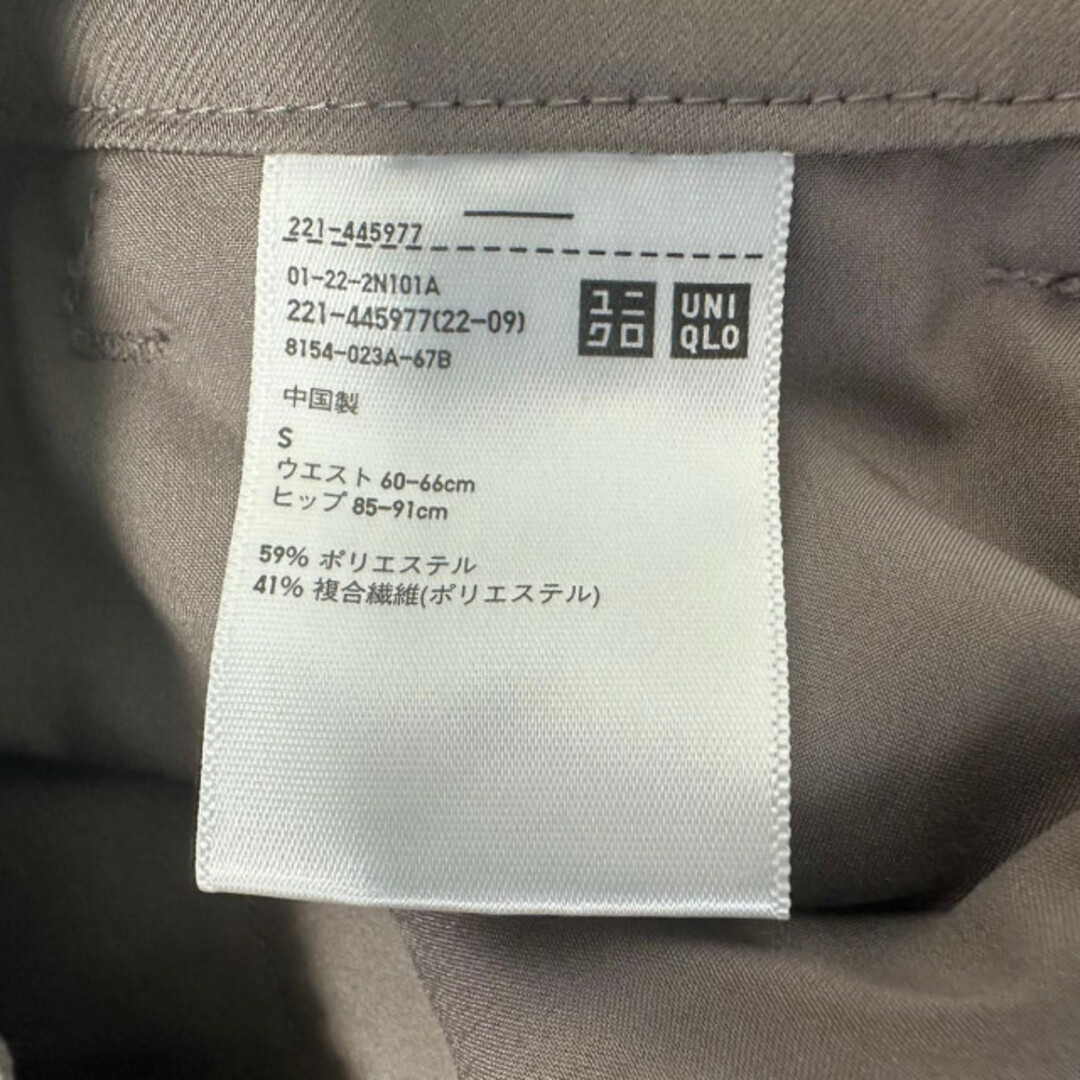 221-445977
01-22-2N101A
221-445977(22-09)
8154-023A-67B
ユニ
クロ
UNI
QLO
中国製
S
ウエスト 60-66cm
ヒップ 85-91cm
59% ポリエステル
41% 複合繊維(ポリエステル)